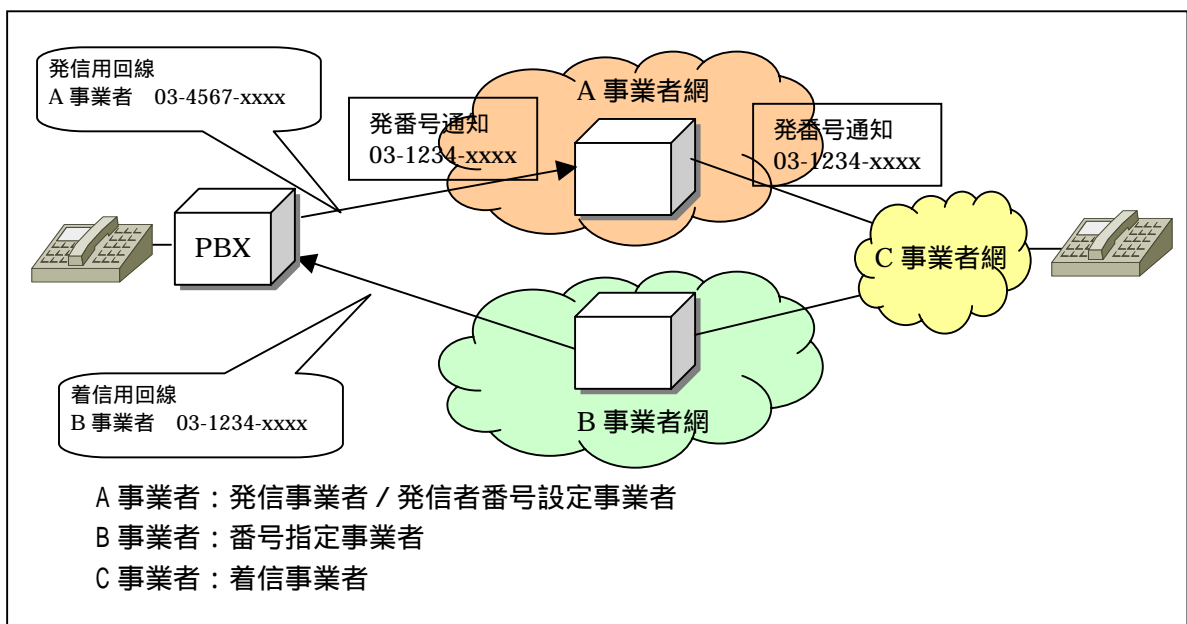 発信用回線
A 事業者 03-4567-xxxx
発番号通知
03-1234-xxxx
A 事業者網
発番号通知
03-1234-xxxx
PBX
C 事業者網
着信用回線
B 事業者 03-1234-xxxx
B 事業者網
A 事業者：発信事業者 / 発信者番号設定事業者
B 事業者：番号指定事業者
C 事業者：着信事業者